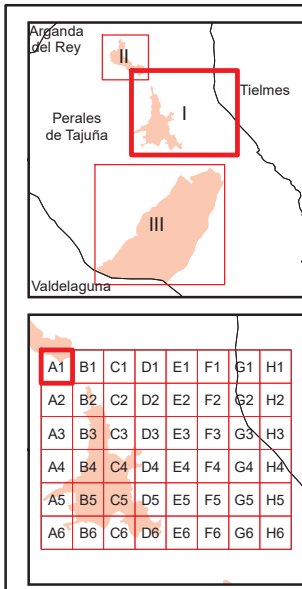 Arganda
del Rey
II
Tielmes
I
Perales
de Tajuña
III
Valdelaguna
A1 B1 C1 D1 E1 F1 G1 H1
A2 B2 C2 D2 E2 F2 G2 H2
A3 B3 C3 D3 E3 F3 G3 H3
A4 B4 C4 D4 E4 F4 G4 H4
A5 B5 C5 D5 E5 F5 G5 H5
A6 B6 C6 D6 E6 F6 G6 H6